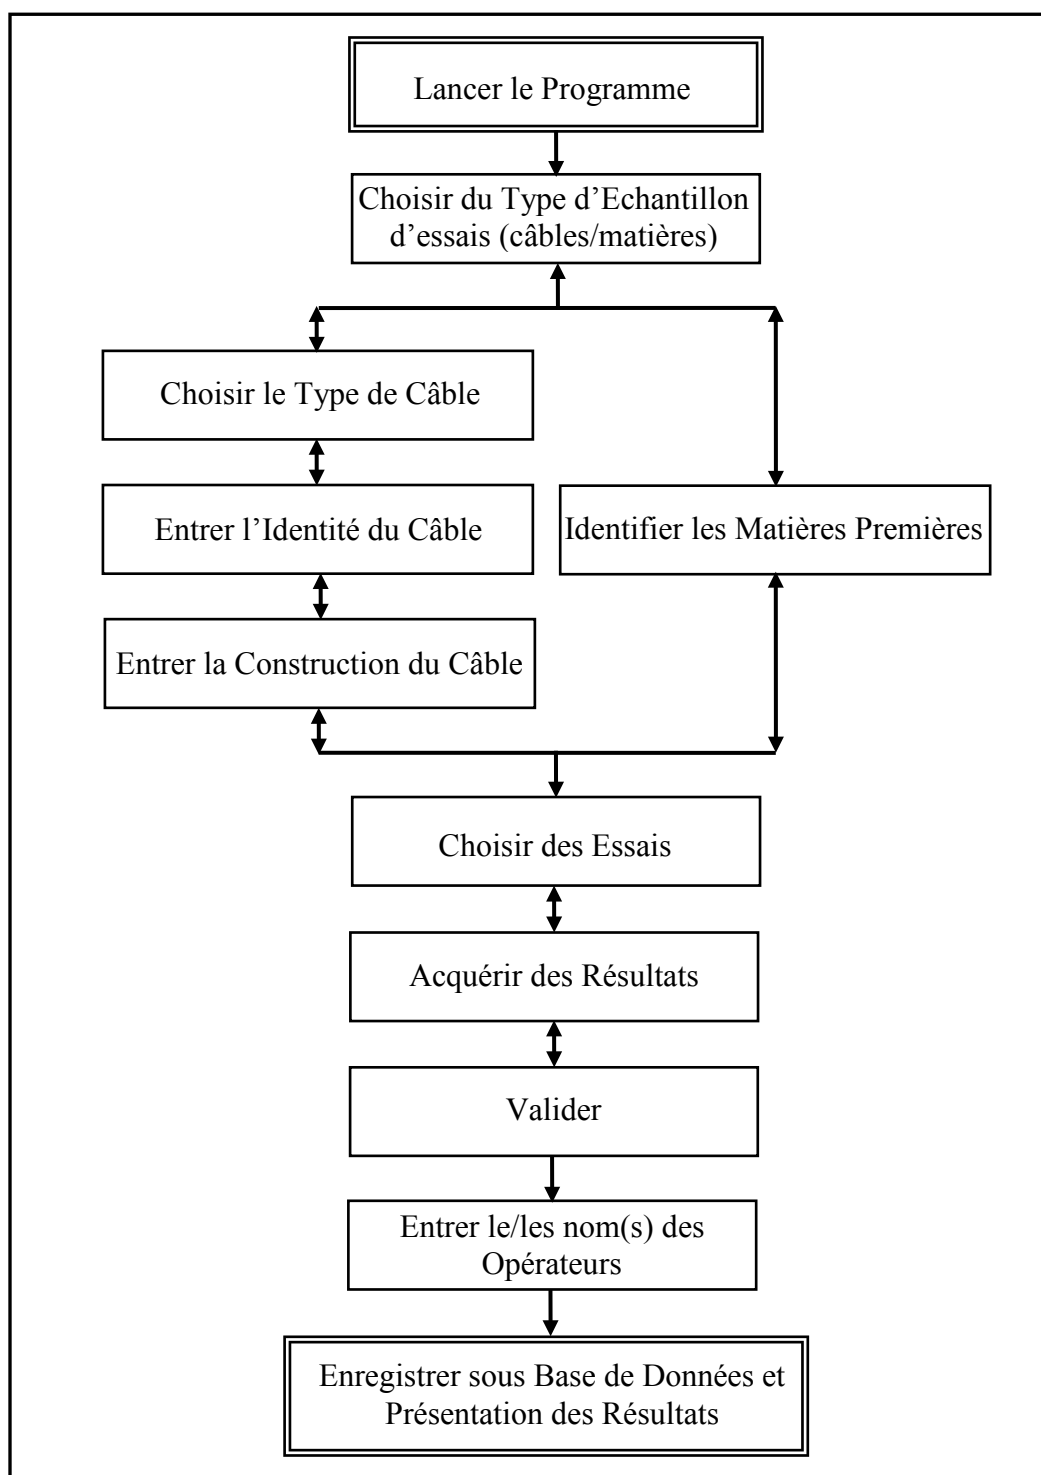 Lancer le Programme
Choisir du Type d’Echantillon
d’essais (câbles/matières)
Choisir le Type de Câble
Entrer l’Identité du Câble
Identifier les Matières Premières
Entrer la Construction du Câble
Choisir des Essais
Acquérir des Résultats
Valider
Entrer le/les nom(s) des
Opérateurs
Enregistrer sous Base de Données et
Présentation des Résultats